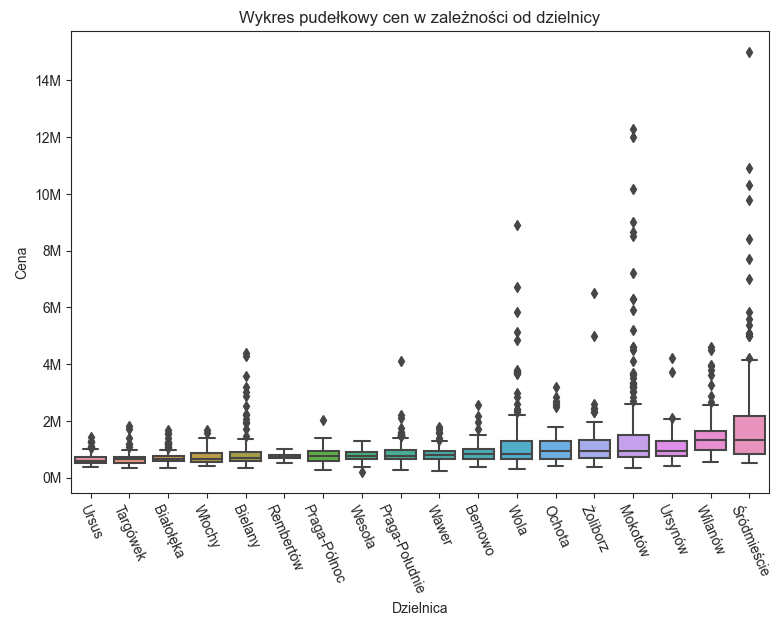 Wykres pudełkowy cen w zależności od dzielnicy
14M
12M
10M
8M
6M
4M
2M
0M
Cena
Ursus
Targówek
Białołęka
Włochy
Bielany
Rembertów
Praga-Północ
Wesoła
Praga-Południe
Wawer
Bemowo
Wola
Ochota
Żoliborz
Mokotów
Ursynów
Wilanów
Śródmieście
Dzielnica